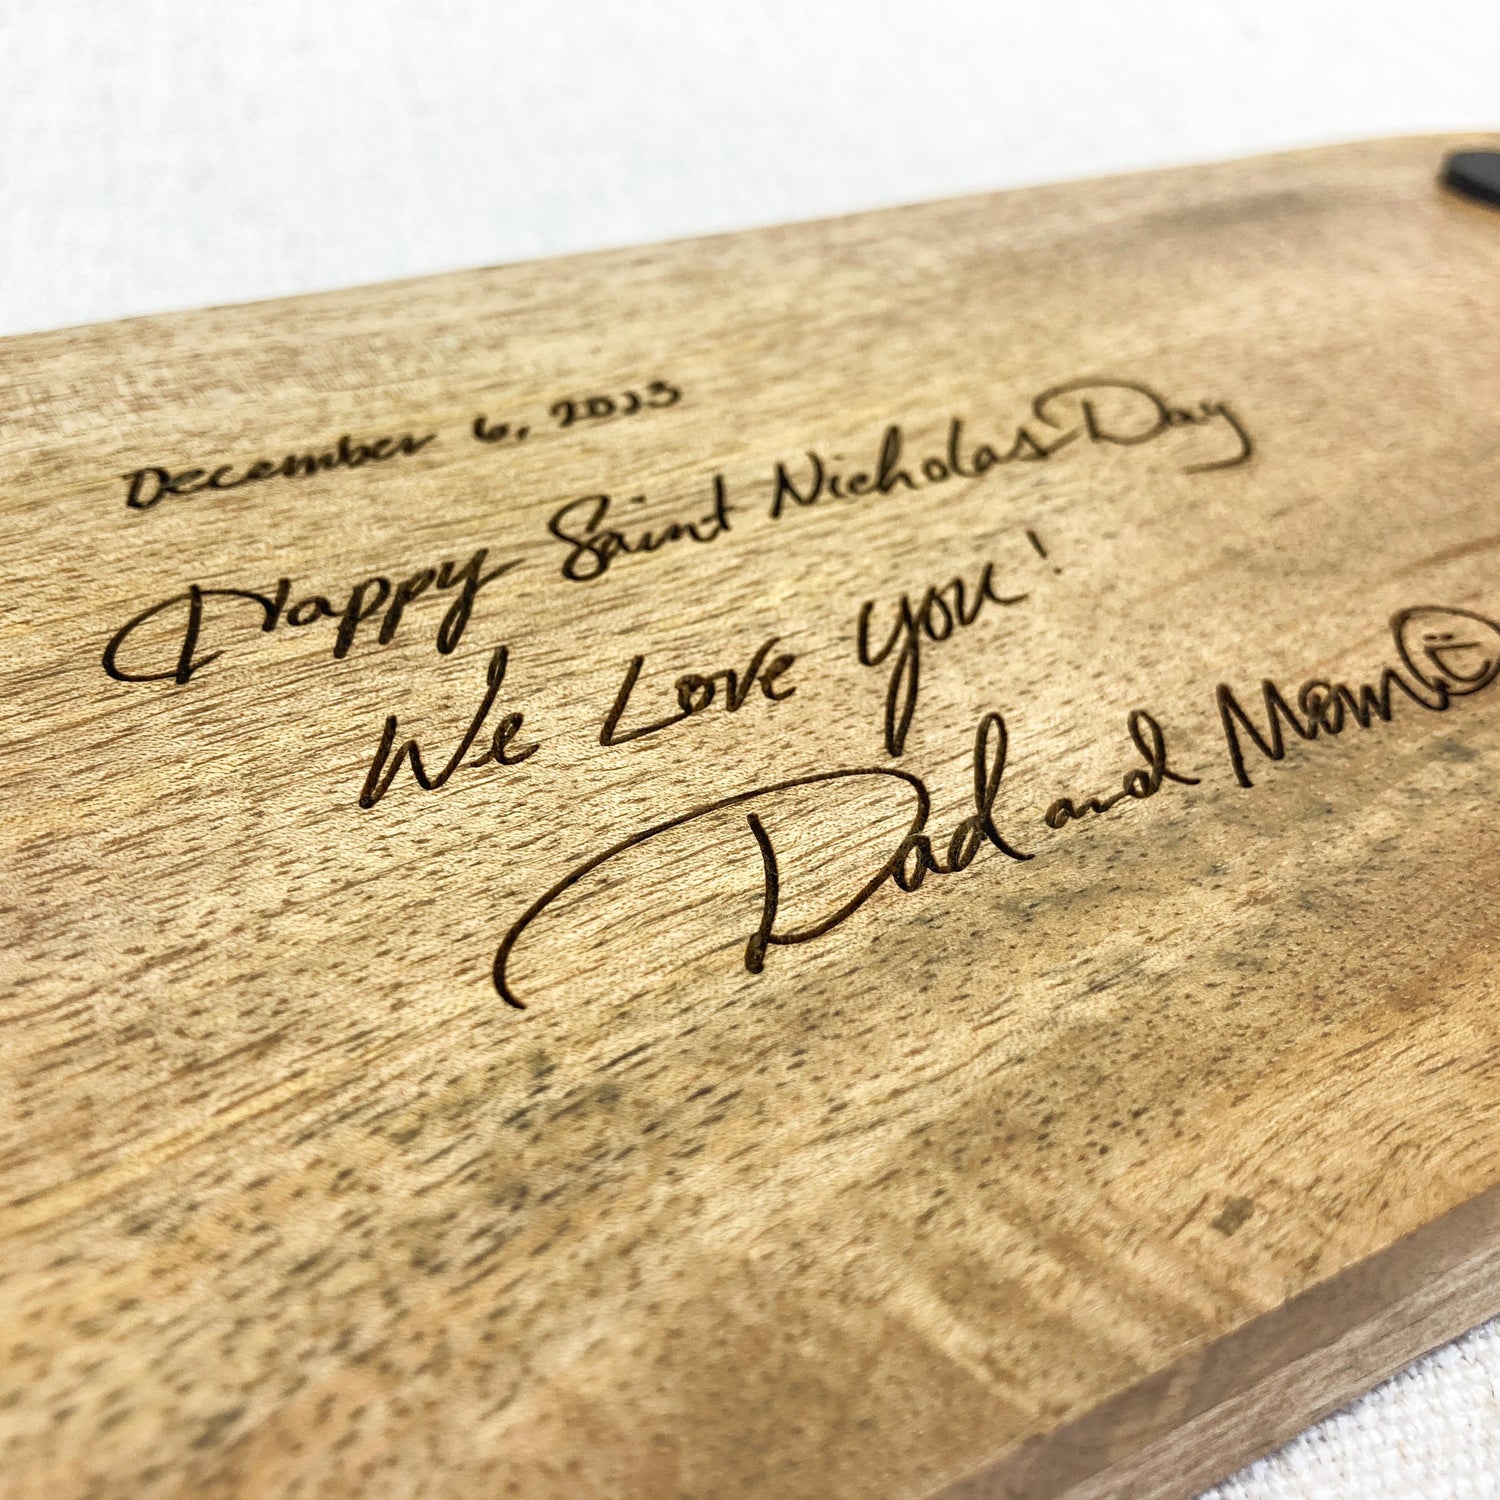 December 6, 2023
Happy Saint Nicholas Day
We Love you!
Dad and Mom